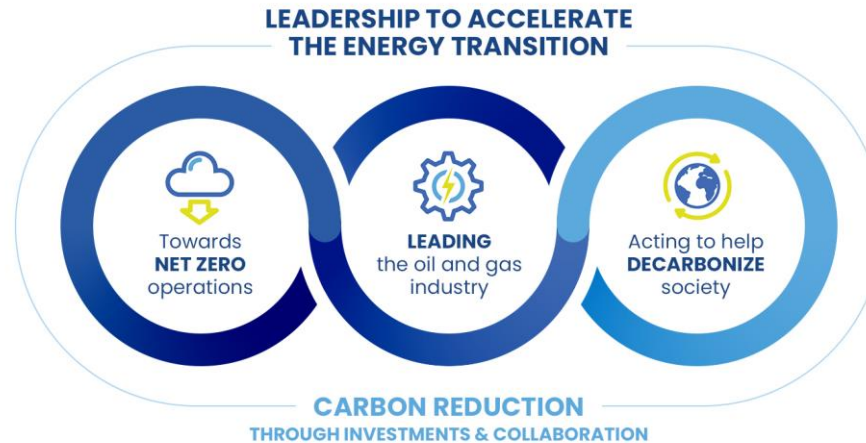 LEADERSHIP TO ACCELERATE
THE ENERGY TRANSITION
Towards
NET ZERO
operations
LEADING
the oil and gas
industry
Acting to help
DECARBONIZE
society
CARBON REDUCTION
THROUGH INVESTMENTS & COLLABORATION